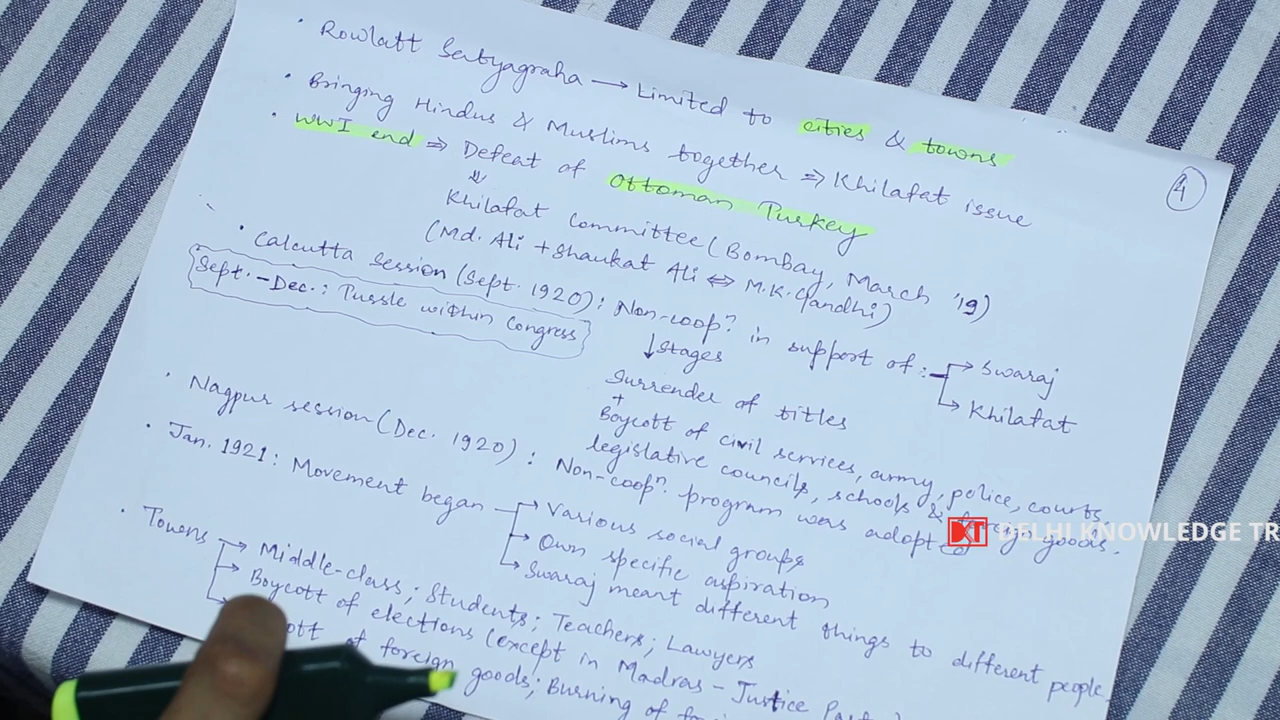 • Rowlatt Satyagraha → Limited to cities & towns
• Bringing Hindus & Muslims together ⇒ Khilafat issue
④
• WWI end ⇒ Defeat of Ottoman Turkey
⇓
Khilafat Committee (Bombay, March '19)
(Md. Ali + Shaukat Ali ⇔ M.K. Gandhi)
• Calcutta Session (Sept. 1920): Non-coopⁿ. in support of :- → Swaraj
→ Khilafat
Sept. - Dec. : Tussle within Congress
↓ Stages
Surrender of titles
+
Boycott of civil services, army, police, courts
legislative councils, schools & foreign goods.
• Nagpur session (Dec. 1920) : Non-coopⁿ. program was adopted
• Jan. 1921 : Movement began → Various social groups
→ Own specific aspiration
→ Swaraj meant different things to different people.
• Towns → Middle-class; Students; Teachers; Lawyers
→ Boycott of elections (except in Madras - Justice
of foreign goods; Burning of
DELHI KNOWLEDGE TR